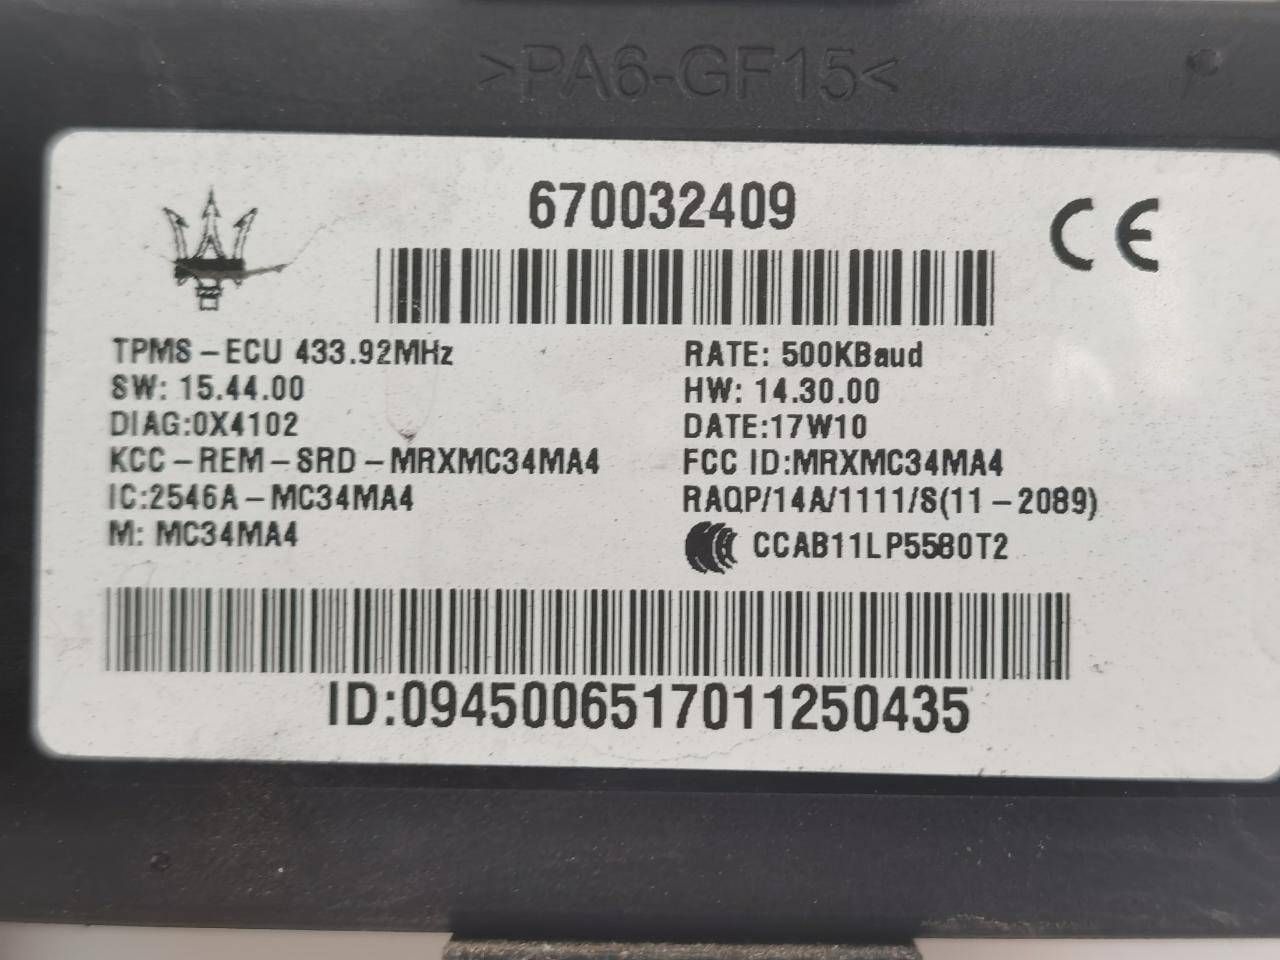 >PA6-GF15<
670032409
CE
TPMS-ECU 433.92MHz
RATE: 500KBaud
SW: 15.44.00
HW: 14.30.00
DIAG:0X4102
DATE:17W10
KCC-REM-SRD-MRXMC34MA4
FCC ID:MRXMC34MA4
IC:2546A-MC34MA4
RAQP/14A/1111/S(11-2089)
M: MC34MA4
CCAB11LP5580T2
ID:0945006517011250435